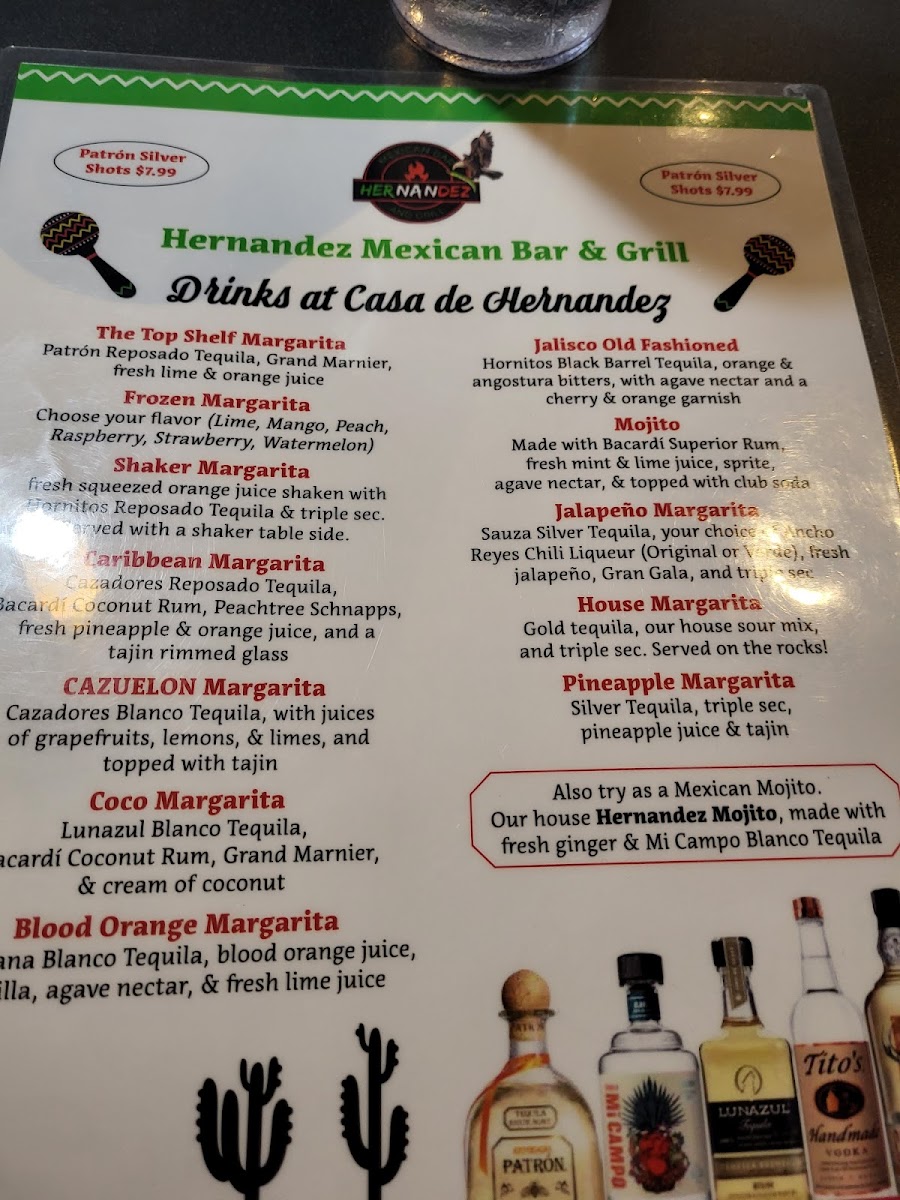 Patrón Silver
Shots $7.99
Patrón Silver
Shots $7.99
MEXICAN BAR
HERNANDEZ
AND GRILL
Hernandez Mexican Bar & Grill
Drinks at Casa de Hernandez
The Top Shelf Margarita
Patrón Reposado Tequila, Grand Marnier,
fresh lime & orange juice
Frozen Margarita
Choose your flavor (Lime, Mango, Peach,
Raspberry, Strawberry, Watermelon)
Shaker Margarita
fresh squeezed orange juice shaken with
Hornitos Reposado Tequila & triple sec.
served with a shaker table side.
Caribbean Margarita
Cazadores Reposado Tequila,
Bacardí Coconut Rum, Peachtree Schnapps,
fresh pineapple & orange juice, and a
tajin rimmed glass
CAZUELON Margarita
Cazadores Blanco Tequila, with juices
of grapefruits, lemons, & limes, and
topped with tajin
Coco Margarita
Lunazul Blanco Tequila,
acardí Coconut Rum, Grand Marnier,
& cream of coconut
Blood Orange Margarita
ana Blanco Tequila, blood orange juice,
illa, agave nectar, & fresh lime juice
Jalisco Old Fashioned
Hornitos Black Barrel Tequila, orange &
angostura bitters, with agave nectar and a
cherry & orange garnish
Mojito
Made with Bacardí Superior Rum,
fresh mint & lime juice, sprite,
agave nectar, & topped with club soda
Jalapeño Margarita
Sauza Silver Tequila, your choice of Ancho
Reyes Chili Liqueur (Original or Verde), fresh
jalapeño, Gran Gala, and triple sec
House Margarita
Gold tequila, our house sour mix,
and triple sec. Served on the rocks!
Pineapple Margarita
Silver Tequila, triple sec,
pineapple juice & tajin
Also try as a Mexican Mojito.
Our house Hernandez Mojito, made with
fresh ginger & Mi Campo Blanco Tequila
TEQUILA
PATRÓN
MI CAMPO
LUNAZUL
Tequila
Tito's
Handmade
VODKA